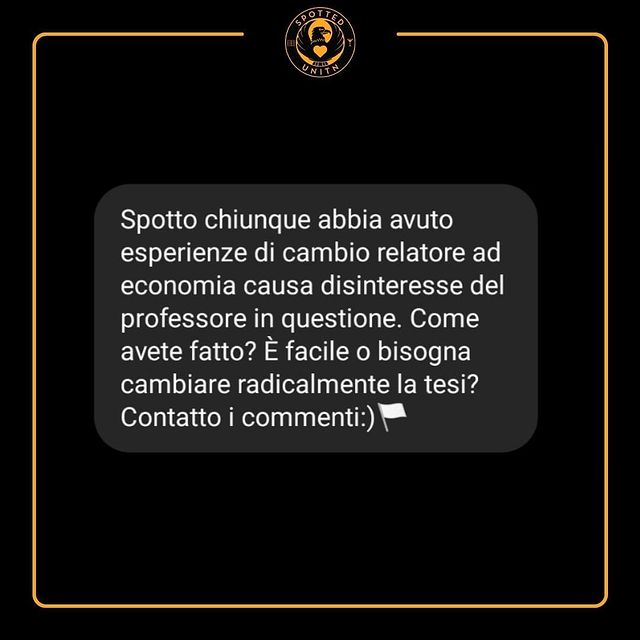 SPOTTED
UNITN
Spotto chiunque abbia avuto
esperienze di cambio relatore ad
economia causa disinteresse del
professore in questione. Come
avete fatto? È facile o bisogna
cambiare radicalmente la tesi?
Contatto i commenti:)🏳️